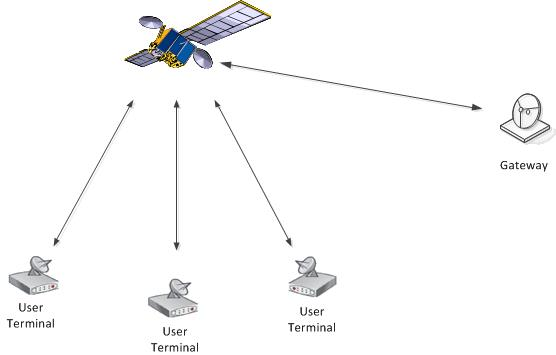 Gateway
User
Terminal
User
Terminal
User
Terminal